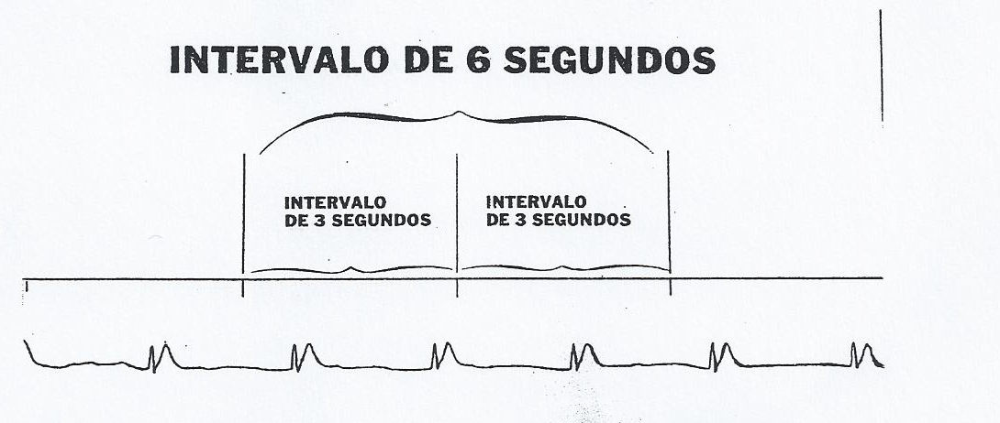 INTERVALO DE 6 SEGUNDOS
INTERVALO
DE 3 SEGUNDOS
INTERVALO
DE 3 SEGUNDOS